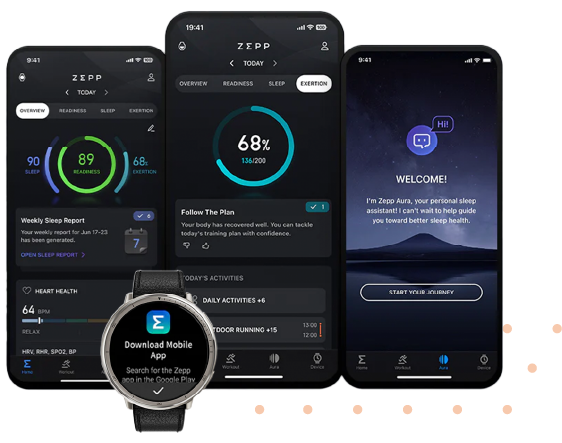 9:41
ZΣPP
TODAY
OVERVIEW READINESS SLEEP EXERTION
90
SLEEP
89
READINESS
68%
EXERTION
Weekly Sleep Report
6
Your weekly report for Jun 17-23
has been generated.
7
OPEN SLEEP REPORT
HEART HEALTH
64 BPM
RELAX
HRV, RHR, SPO2, BP
Home Workout
19:41
ZΣPP
TODAY
OVERVIEW READINESS SLEEP EXERTION
68%
136/200
Follow The Plan
1
Your body has recovered well. You can tackle
today's training plan with confidence.
TODAY'S ACTIVITIES
DAILY ACTIVITIES +6
TDOOR RUNNING +15
13:00
12:00
Workout Aura Device
9:41
Hi!
WELCOME!
I'm Zepp Aura, your personal sleep
assistant! I can't wait to help guide
you toward better sleep health.
START YOUR JOURNEY
Home Workout Aura Device
Download Mobile
App
Search for the Zepp
app in the Google Play